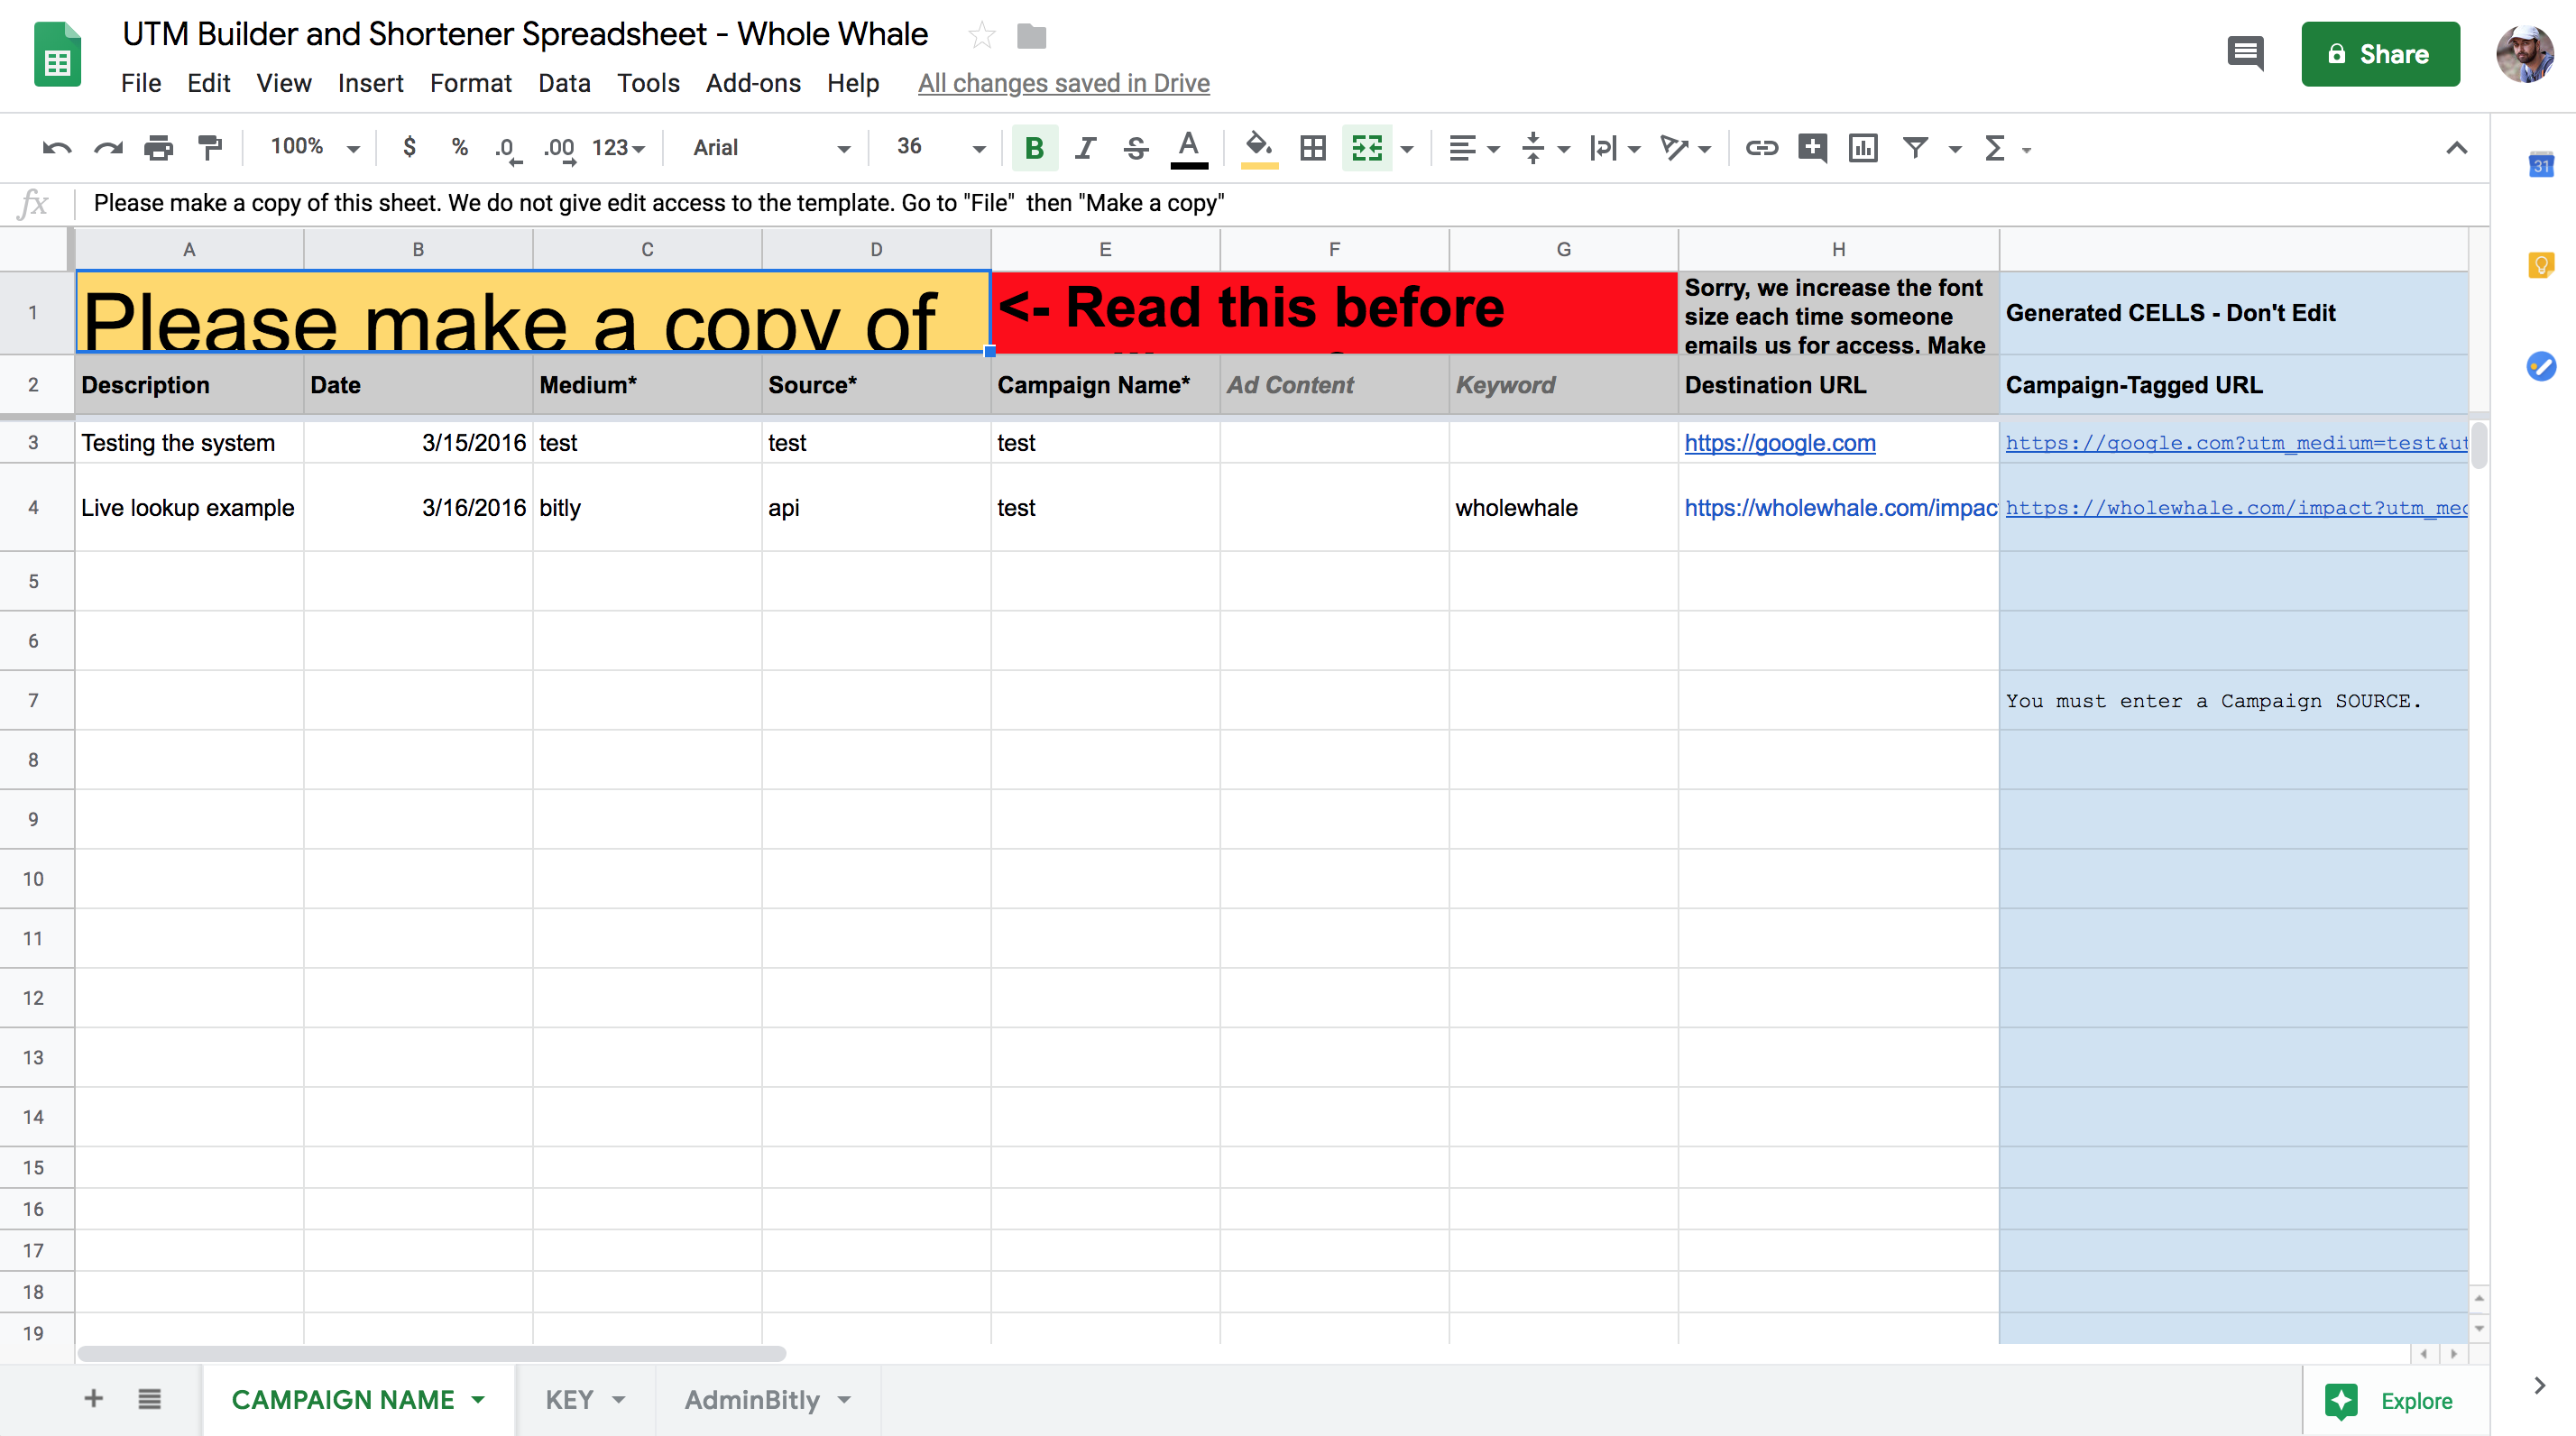 UTM Builder and Shortener Spreadsheet - Whole Whale
File Edit View Insert Format Data Tools Add-ons Help All changes saved in Drive
Share
100% $ % .0 .00 123 Arial 36 B I S A
31
fx Please make a copy of this sheet. We do not give edit access to the template. Go to "File" then "Make a copy"
A B C D E F G H
1 Please make a copy of <- Read this before
Sorry, we increase the font
size each time someone
emails us for access. Make
Generated CELLS - Don't Edit
2 Description Date Medium* Source* Campaign Name* Ad Content Keyword Destination URL Campaign-Tagged URL
3 Testing the system 3/15/2016 test test test https://google.com https://google.com?utm_medium=test&ut
4 Live lookup example 3/16/2016 bitly api test wholewhale https://wholewhale.com/impac https://wholewhale.com/impact?utm_med
5
6
7 You must enter a Campaign SOURCE.
8
9
10
11
12
13
14
15
16
17
18
19
CAMPAIGN NAME KEY AdminBitly Explore